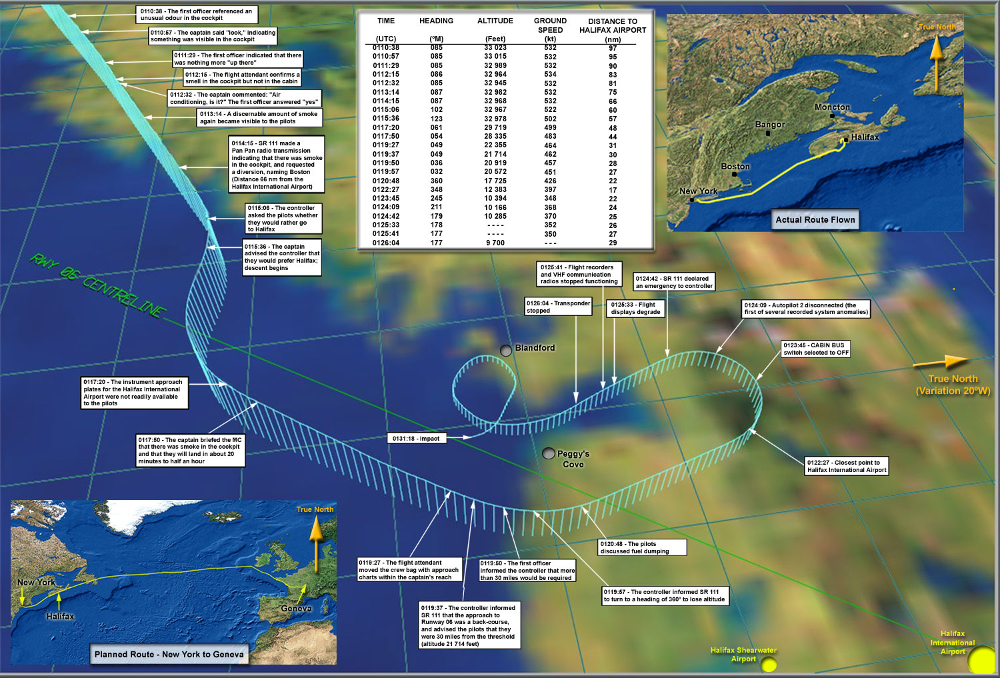 0110:38 - The first officer referenced an
unusual odour in the cockpit
0110:57 - The captain said "look," indicating
something was visible in the cockpit
0111:29 - The first officer indicated that there
was nothing more "up there"
0112:15 - The flight attendant confirms a
smell in the cockpit but not in the cabin
0112:32 - The captain commented: "Air
conditioning, is it?" The first officer answered "yes"
0113:14 - A discernable amount of smoke
again became visible to the pilots
0114:15 - SR 111 made a
Pan Pan radio transmission
indicating that there was smoke
in the cockpit, and requested
a diversion, naming Boston
(Distance 66 nm from the
Halifax International Airport)
0115:06 - The controller
asked the pilots whether
they would rather go
to Halifax
0115:36 - The captain
advised the controller that
they would prefer Halifax;
descent begins
TIME HEADING ALTITUDE GROUND SPEED DISTANCE TO HALIFAX AIRPORT
(UTC) (ºM) (Feet) (kt) (nm)
0110:38 085 33 023 532 97
0110:57 085 33 015 532 95
0111:29 085 32 989 532 90
0112:15 086 32 964 534 83
0112:32 085 32 945 532 81
0113:14 087 32 982 532 75
0114:15 087 32 968 532 66
0115:06 102 32 967 522 60
0115:36 123 32 978 502 57
0117:20 061 29 719 499 48
0117:50 054 28 335 483 44
0119:27 049 22 355 464 31
0119:37 049 21 714 462 30
0119:50 036 20 919 457 28
0119:57 032 20 572 451 27
0120:48 360 17 725 426 22
0122:27 348 12 383 397 17
0123:45 245 10 394 348 22
0124:09 211 10 166 368 24
0124:42 179 10 285 370 25
0125:33 178 - - - - 352 26
0125:41 177 - - - - 350 27
0126:04 177 9 700 - - - 29
True North
Moncton
Bangor
Halifax
Boston
New York
Actual Route Flown
RWY 06 CENTRELINE
0125:41 - Flight recorders
and VHF communication
radios stopped functioning
0124:42 - SR 111 declared
an emergency to controller
0126:04 - Transponder
stopped
0125:33 - Flight
displays degrade
0124:09 - Autopilot 2 disconnected (the
first of several recorded system anomalies)
0123:45 - CABIN BUS
switch selected to OFF
Blandford
True North
(Variation 20ºW)
0117:20 - The instrument approach
plates for the Halifax International
Airport were not readily available
to the pilots
0117:50 - The captain briefed the MC
that there was smoke in the cockpit
and that they will land in about 20
minutes to half an hour
0131:18 - Impact
Peggy's
Cove
0122:27 - Closest point to
Halifax International Airport
True North
New York
Halifax
Geneva
Planned Route - New York to Geneva
0119:27 - The flight attendant
moved the crew bag with approach
charts within the captain's reach
0119:50 - The first officer
informed the controller that more
than 30 miles would be required
0120:48 - The pilots
discussed fuel dumping
0119:57 - The controller informed SR 111
to turn to a heading of 360º to lose altitude
0119:37 - The controller informed
SR 111 that the approach to
Runway 06 was a back-course,
and advised the pilots that they
were 30 miles from the threshold
(altitude 21 714 feet)
Halifax Shearwater
Airport
Halifax
International
Airport